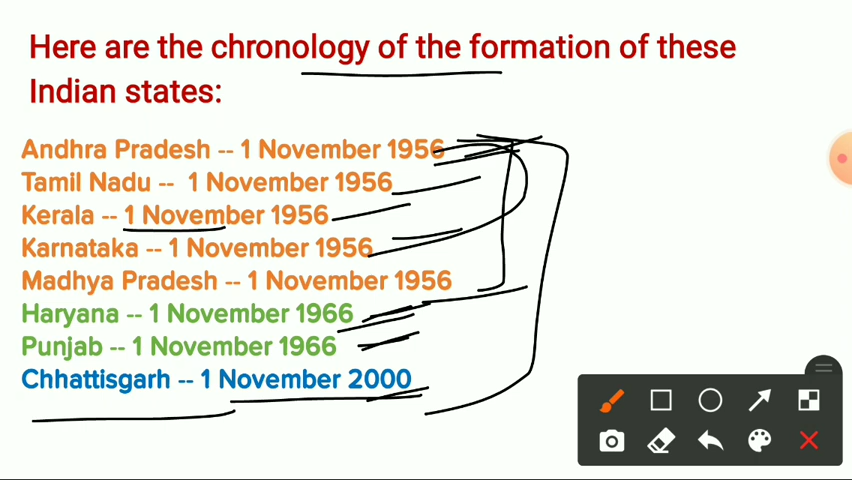 Here are the chronology of the formation of these
Indian states:
Andhra Pradesh -- 1 November 1956
Tamil Nadu -- 1 November 1956
Kerala -- 1 November 1956
Karnataka -- 1 November 1956
Madhya Pradesh -- 1 November 1956
Haryana -- 1 November 1966
Punjab -- 1 November 1966
Chhattisgarh -- 1 November 2000